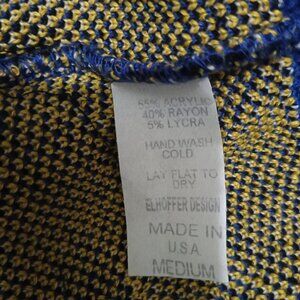 55% ACRYLIC
40% RAYON
5% LYCRA
HAND WASH
COLD
LAY FLAT TO
DRY
ELHOFFER DESIGN
MADE IN
U.S.A.
MEDIUM